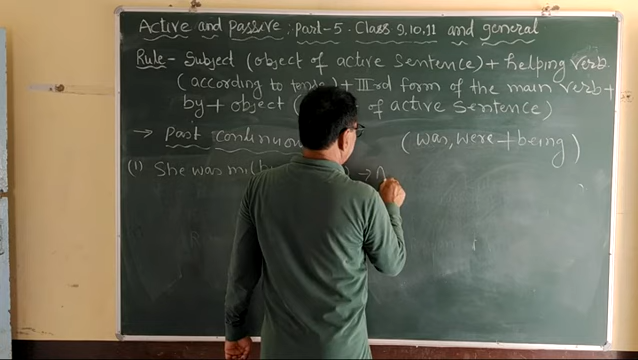 Active and Passive : Part-5. Class 9,10,11 and general
Rule - Subject (object of active Sentence) + helping verb
(according to tense) + IIIrd form of the main verb +
by + object ( of active Sentence)
→ Past continuou (was, were + being)
(1) She was → A